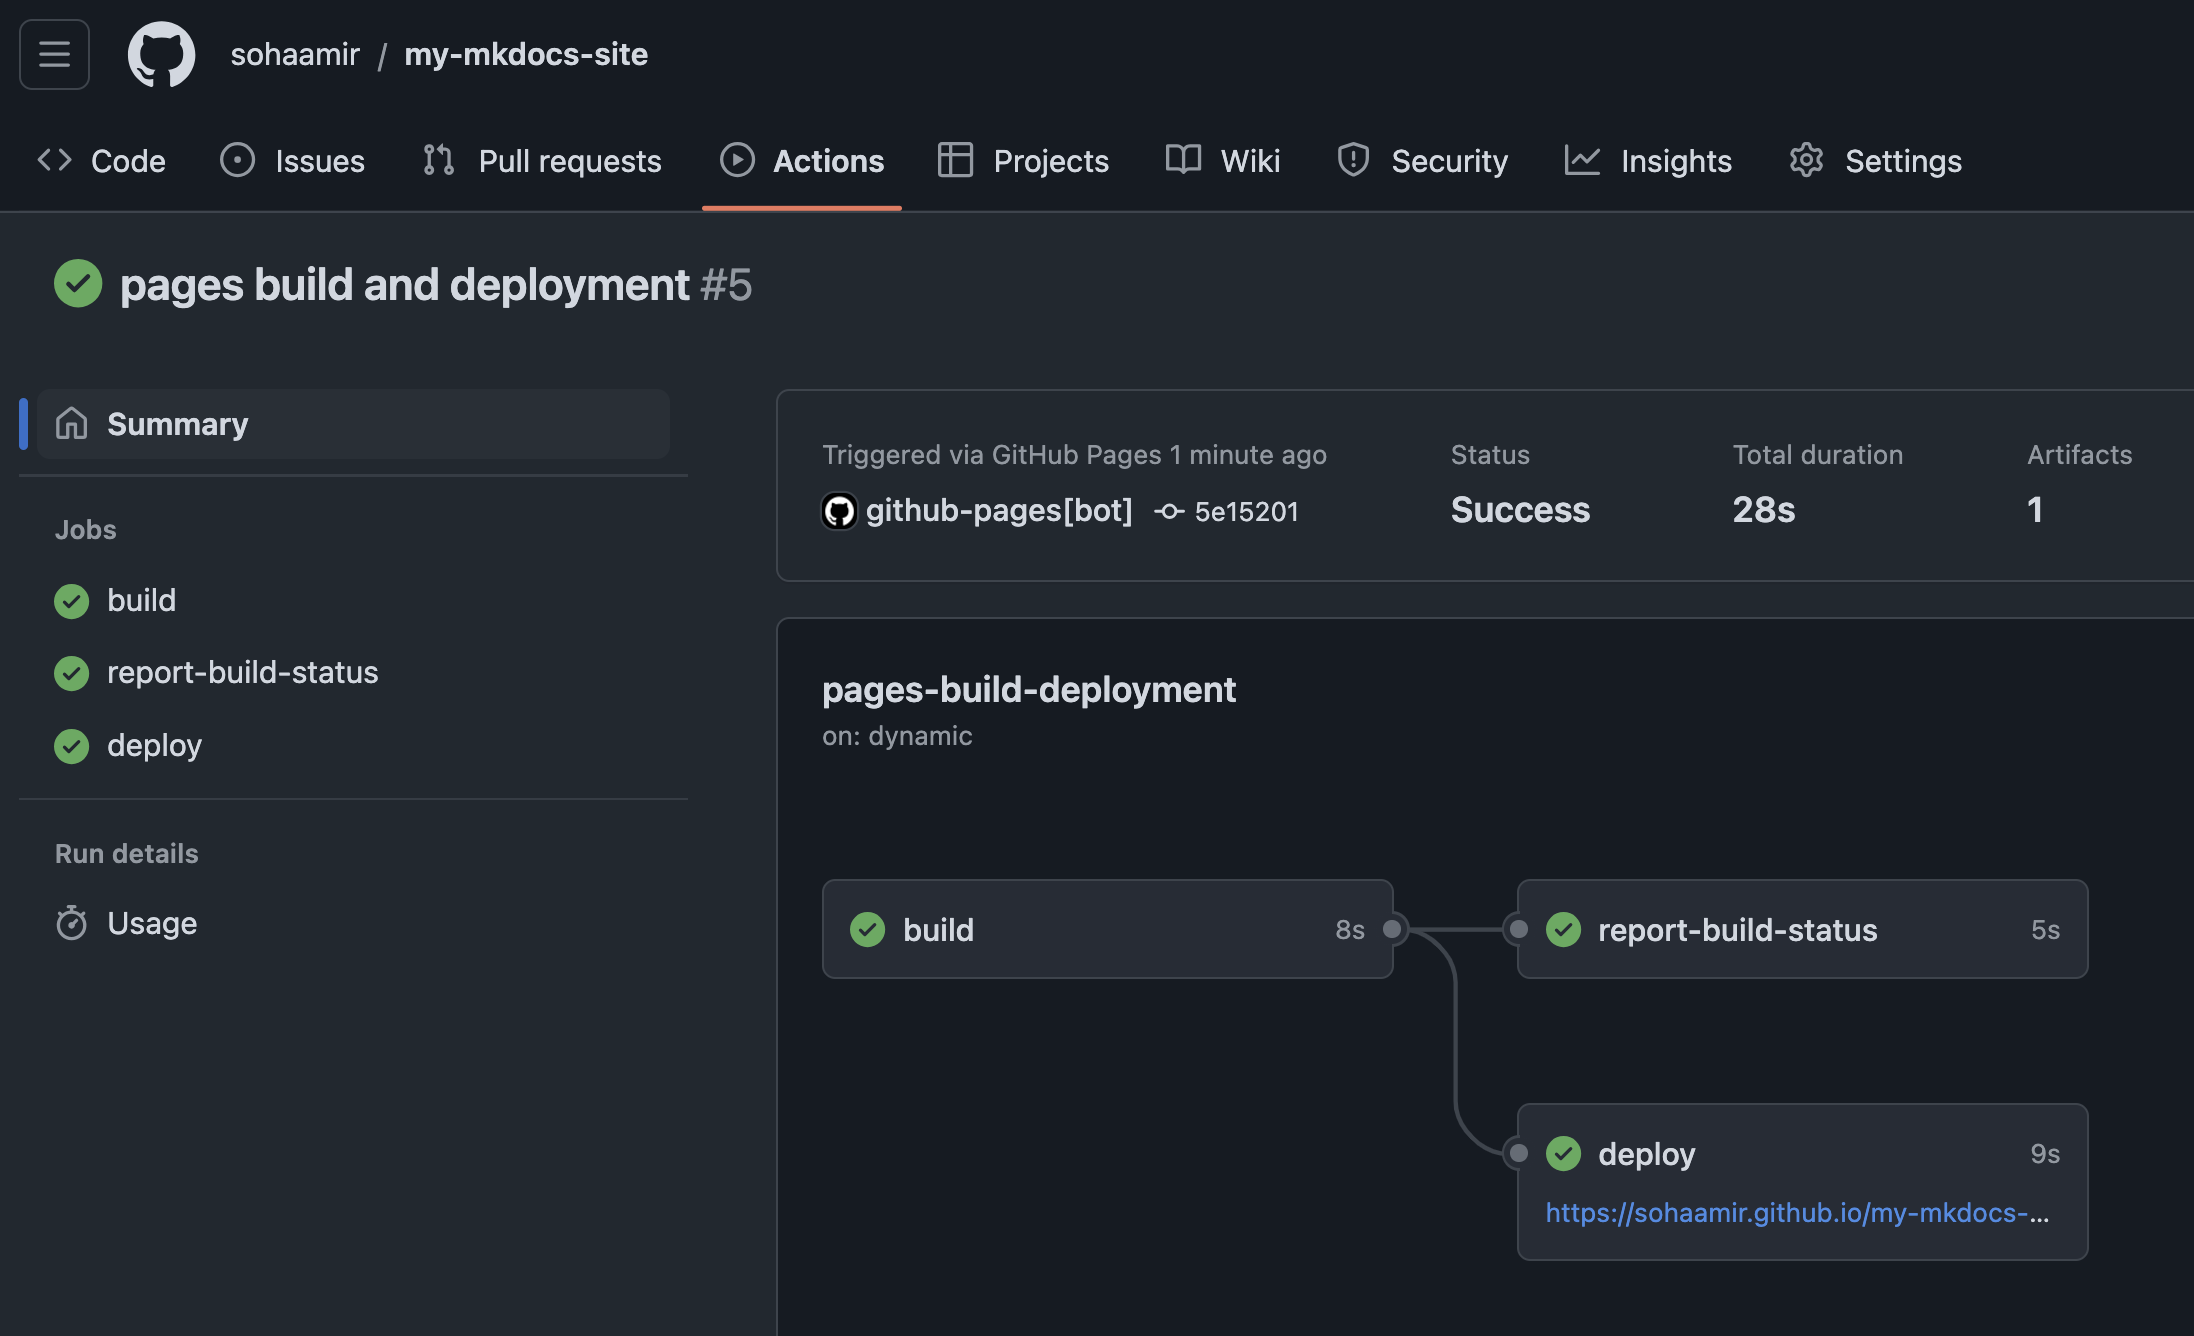 sohaamir / my-mkdocs-site
Code Issues Pull requests Actions Projects Wiki Security Insights Settings
pages build and deployment #5
Summary
Jobs
build
report-build-status
deploy
Run details
Usage
Triggered via GitHub Pages 1 minute ago
github-pages[bot] 5e15201
Status
Success
Total duration
28s
Artifacts
1
pages-build-deployment
on: dynamic
build 8s
report-build-status 5s
deploy 9s
https://sohaamir.github.io/my-mkdocs-...